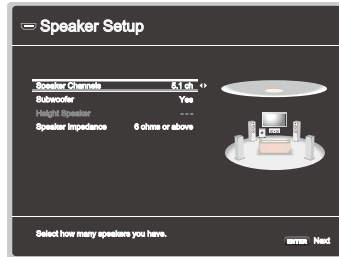 Speaker Setup
Speaker Channels 5.1 ch
Subwoofer Yes
Height Speaker ---
Speaker Impedance 6 ohms or above
Select how many speakers you have.
ENTER Next